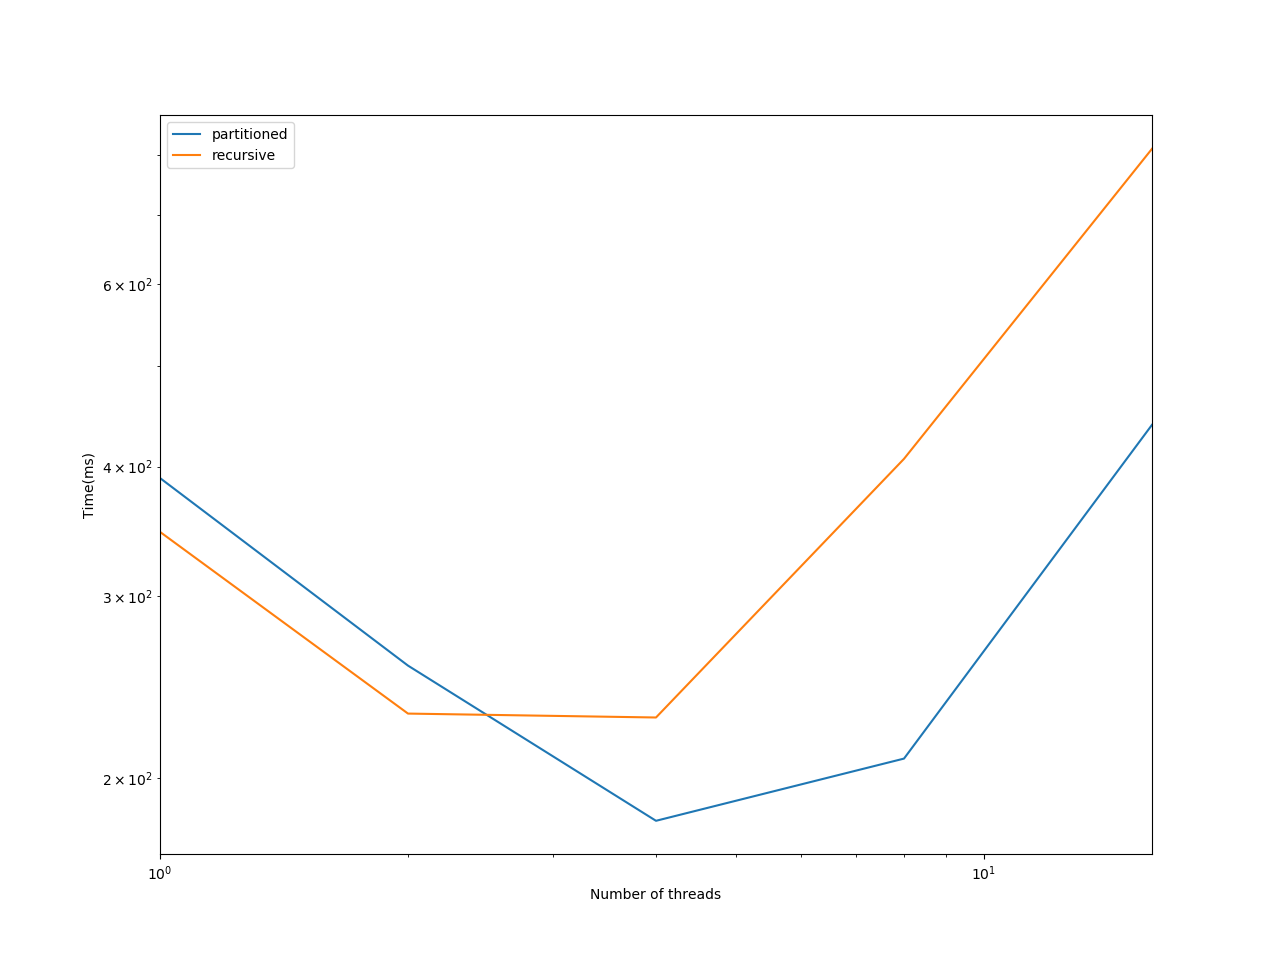 partitioned
recursive
6 × 10²
4 × 10²
3 × 10²
2 × 10²
Time(ms)
10⁰
10¹
Number of threads